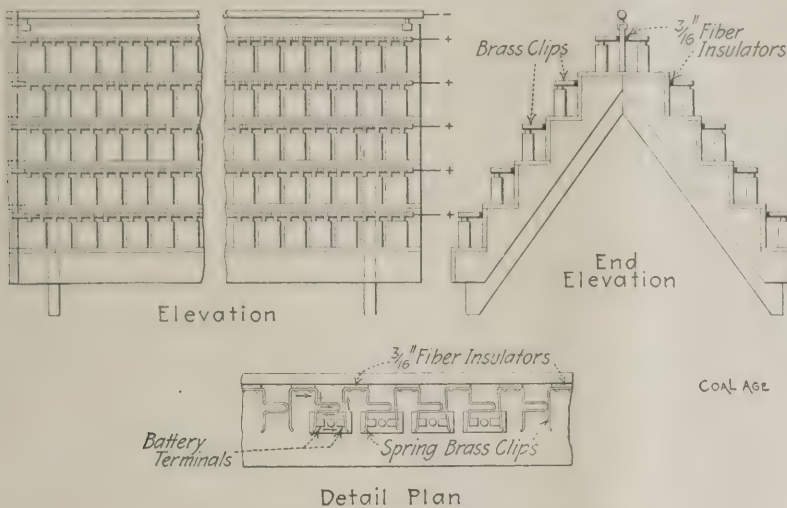 −
+
+
+
+
+
Elevation
Brass Clips
3/16" Fiber
Insulators
End
Elevation
3/16" Fiber Insulators
Battery
Terminals
Spring Brass Clips
Detail Plan
COAL AGE